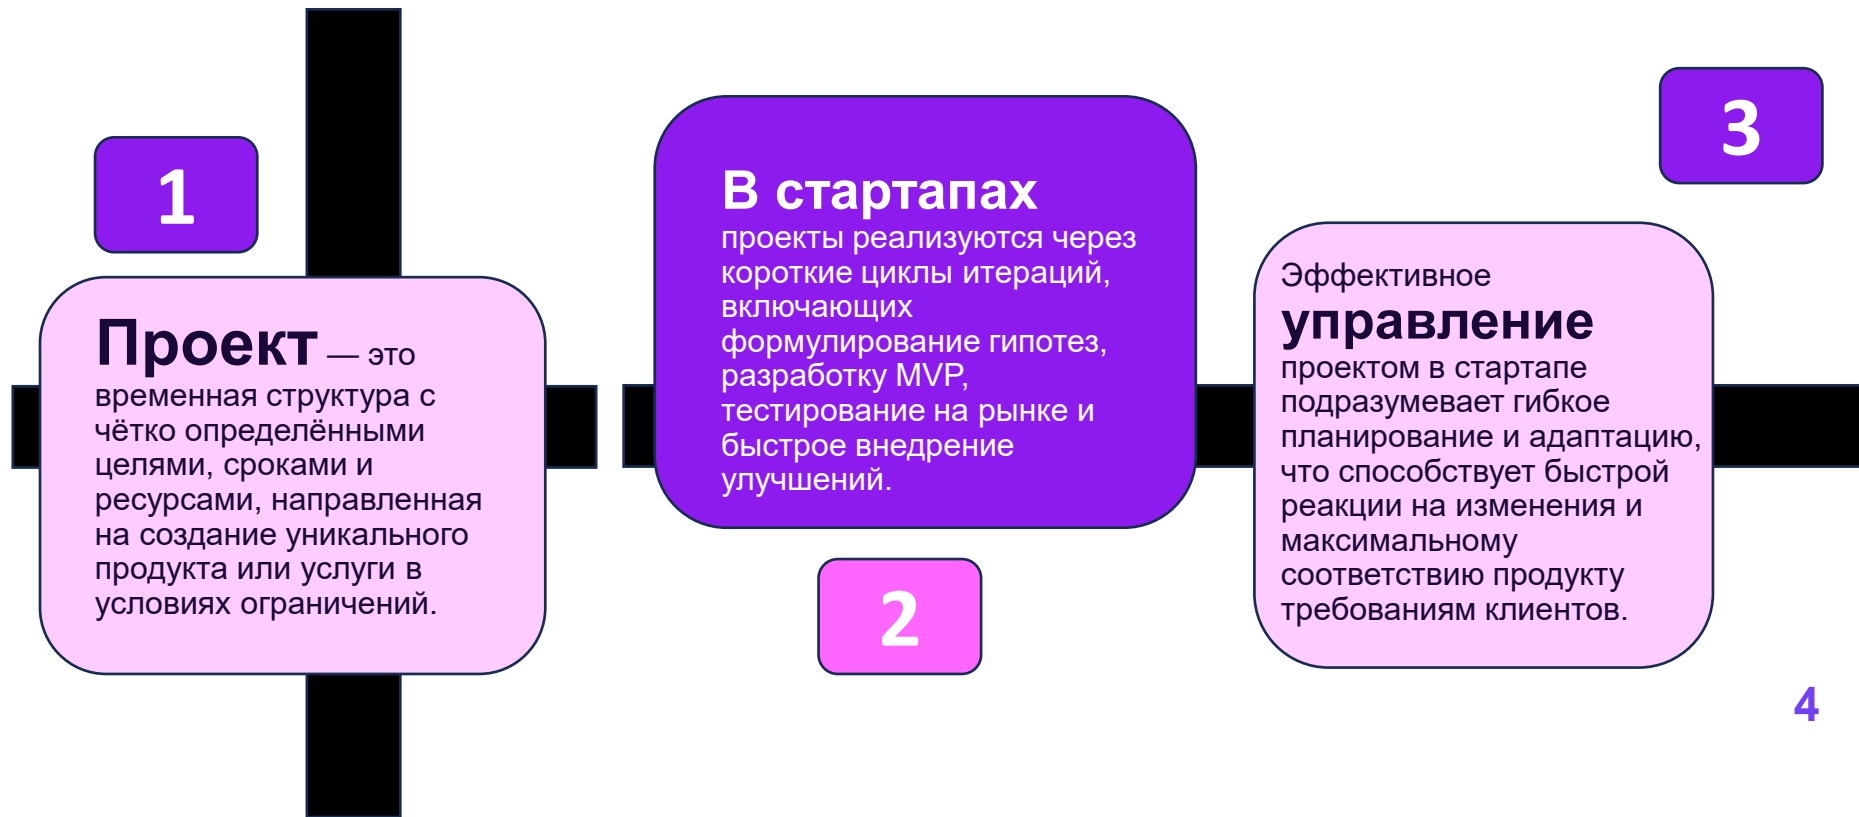 1
Проект — это
временная структура с
чётко определёнными
целями, сроками и
ресурсами, направленная
на создание уникального
продукта или услуги в
условиях ограничений.
В стартапах
проекты реализуются через
короткие циклы итераций,
включающих
формулирование гипотез,
разработку MVP,
тестирование на рынке и
быстрое внедрение
улучшений.
2
3
Эффективное
управление
проектом в стартапе
подразумевает гибкое
планирование и адаптацию,
что способствует быстрой
реакции на изменения и
максимальному
соответствию продукту
требованиям клиентов.
4